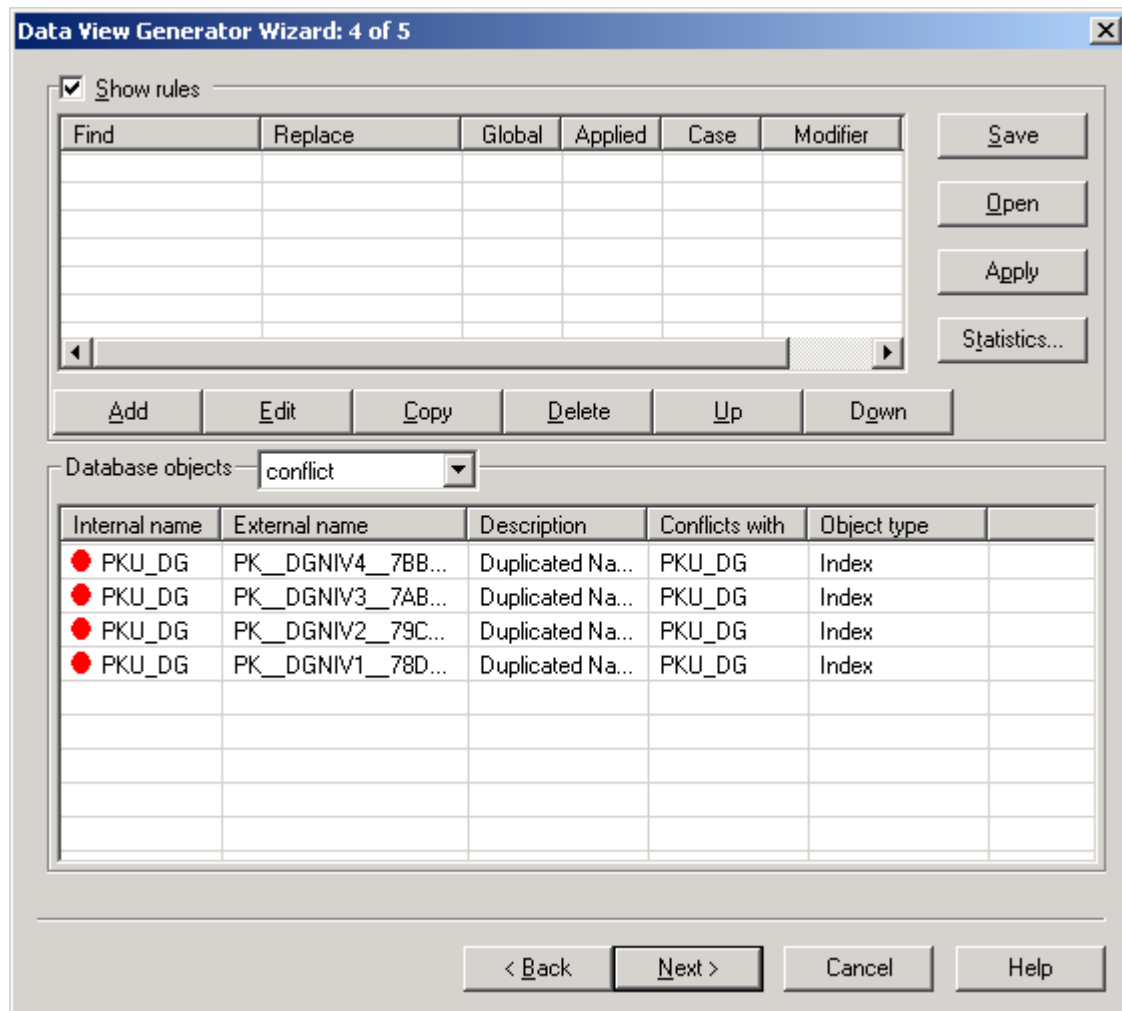 Data View Generator Wizard: 4 of 5
Show rules
Find Replace Global Applied Case Modifier
Save
Open
Apply
Statistics...
Add Edit Copy Delete Up Down
Database objects conflict
Internal name External name Description Conflicts with Object type
PKU_DG PK__DGNIV4__7BB... Duplicated Na... PKU_DG Index
PKU_DG PK__DGNIV3__7AB... Duplicated Na... PKU_DG Index
PKU_DG PK__DGNIV2__79C... Duplicated Na... PKU_DG Index
PKU_DG PK__DGNIV1__78D... Duplicated Na... PKU_DG Index
< Back Next > Cancel Help